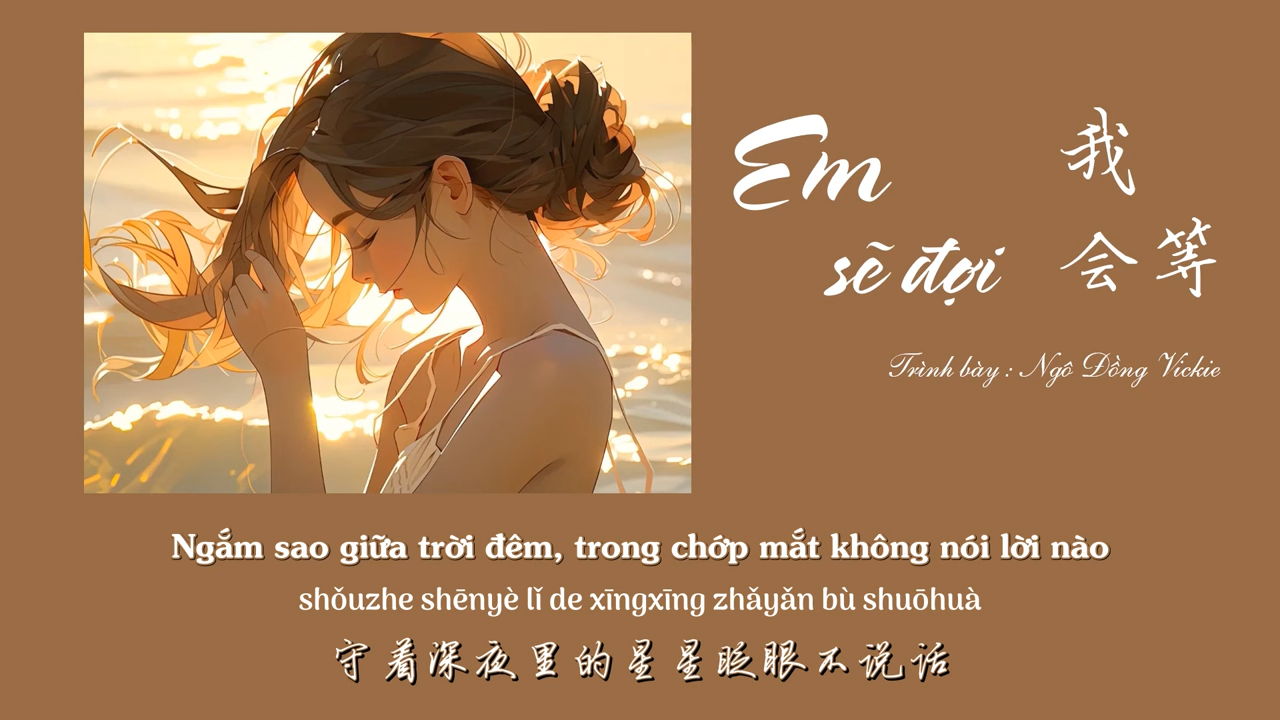 Em
sẽ đợi
我
会等
Trình bày : Ngô Đồng Vickie
Ngắm sao giữa trời đêm, trong chớp mắt không nói lời nào
shǒuzhe shēnyè lǐ de xīngxīng zhǎyǎn bù shuōhuà
守着深夜里的星星眨眼不说话